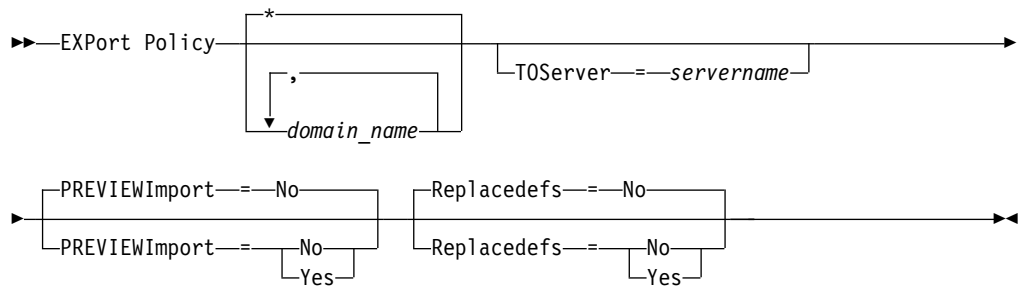 *
►►—EXPort Policy
TOServer—=—servername
,
domain_name
PREVIEWImport—=—No
Replacedefs—=—No
PREVIEWImport—=—No
Yes
Replacedefs—=—No
Yes